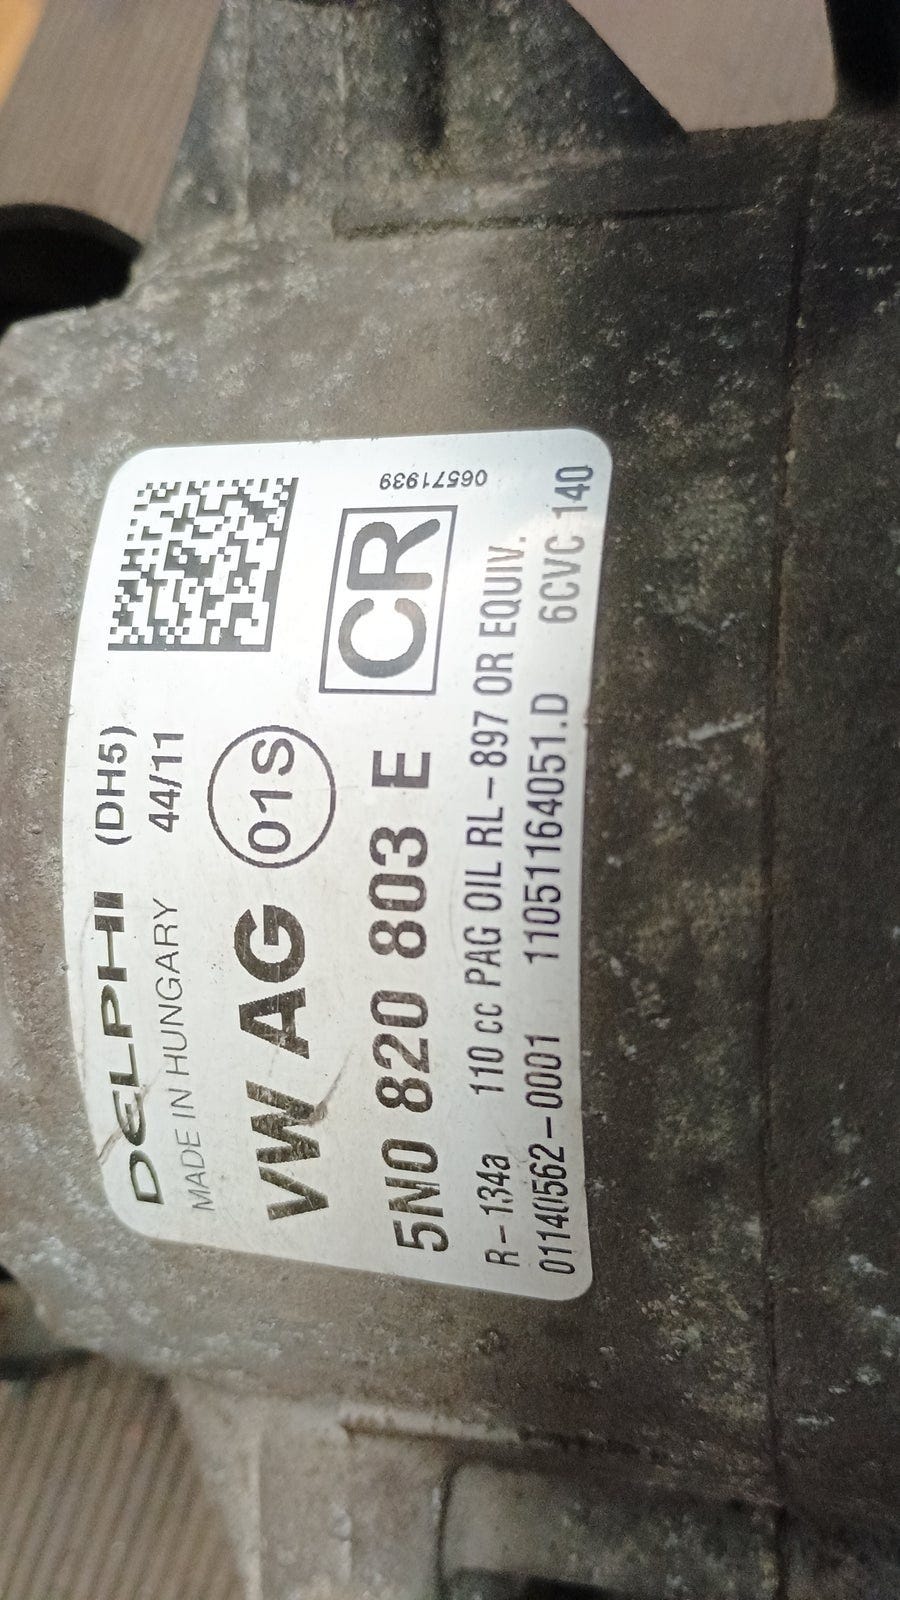 DELPHI (DH5)
MADE IN HUNGARY 44/11
VW AG 01S
5N0 820 803 E CR
06571939
R-134a 110 cc PAG OIL RL-897 OR EQUIV.
01140562-0001 11051164051.D 6CVC 140